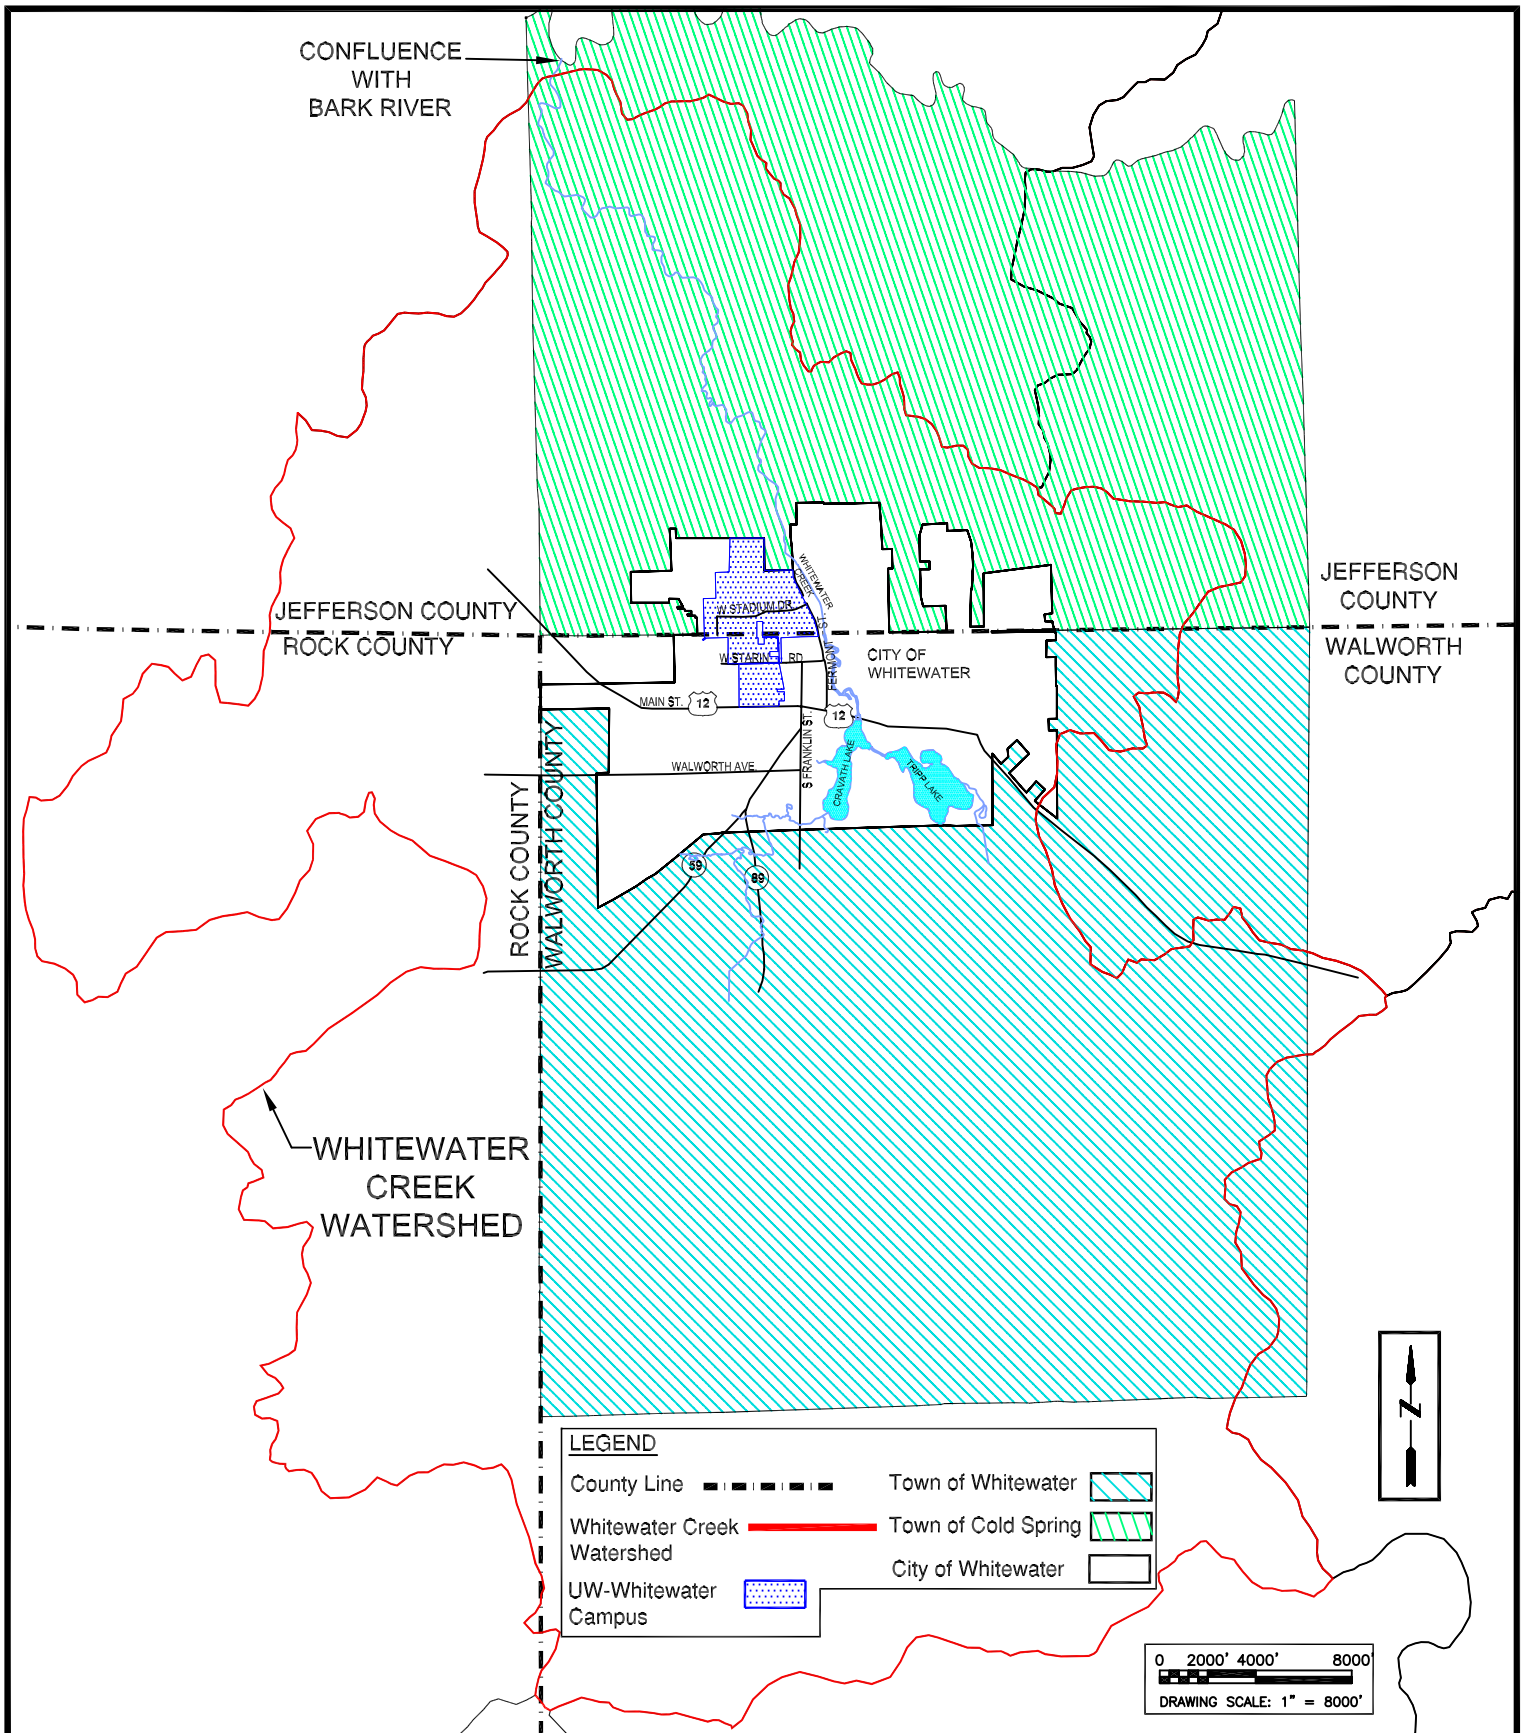 CONFLUENCE
WITH
BARK RIVER
WHITEWATER
CREEK
JEFFERSON COUNTY
ROCK COUNTY
JEFFERSON
COUNTY
WALWORTH
COUNTY
W STADIUM DR.
W STARIN RD
FERMONT ST
CITY OF
WHITEWATER
MAIN ST.
12
12
S FRANKLIN ST.
WALWORTH AVE.
CRAVATH LAKE
TRIPP LAKE
ROCK COUNTY
WALWORTH COUNTY
59
89
WHITEWATER
CREEK
WATERSHED
N
LEGEND
County Line
Town of Whitewater
Whitewater Creek
Watershed
Town of Cold Spring
City of Whitewater
UW-Whitewater
Campus
0 2000' 4000' 8000'
DRAWING SCALE: 1" = 8000'